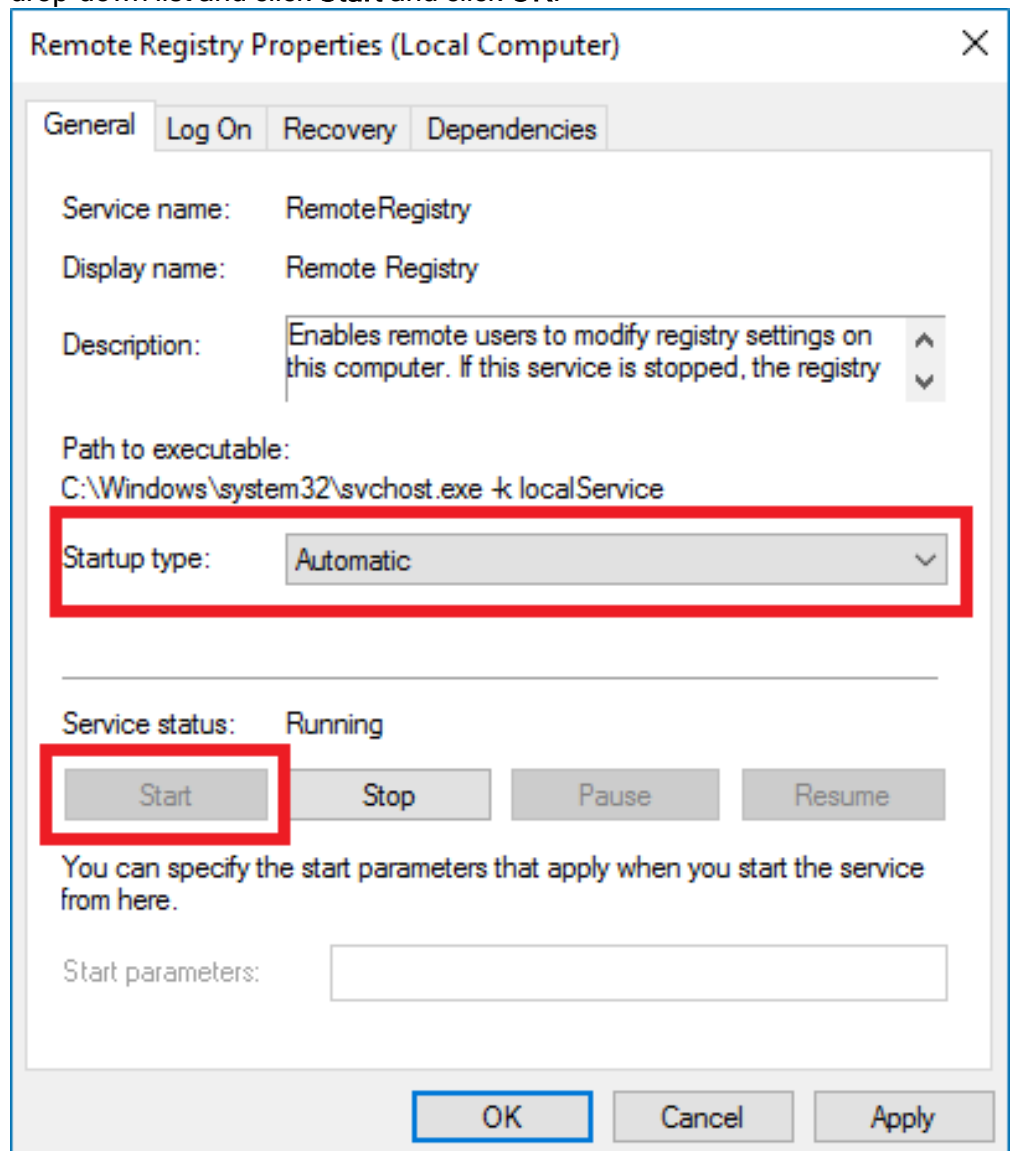 Remote Registry Properties (Local Computer)
General Log On Recovery Dependencies
Service name: RemoteRegistry
Display name: Remote Registry
Description: Enables remote users to modify registry settings on
this computer. If this service is stopped, the registry
Path to executable:
C:\Windows\system32\svchost.exe -k localService
Startup type: Automatic
Service status: Running
Start Stop Pause Resume
You can specify the start parameters that apply when you start the service
from here.
Start parameters:
OK Cancel Apply